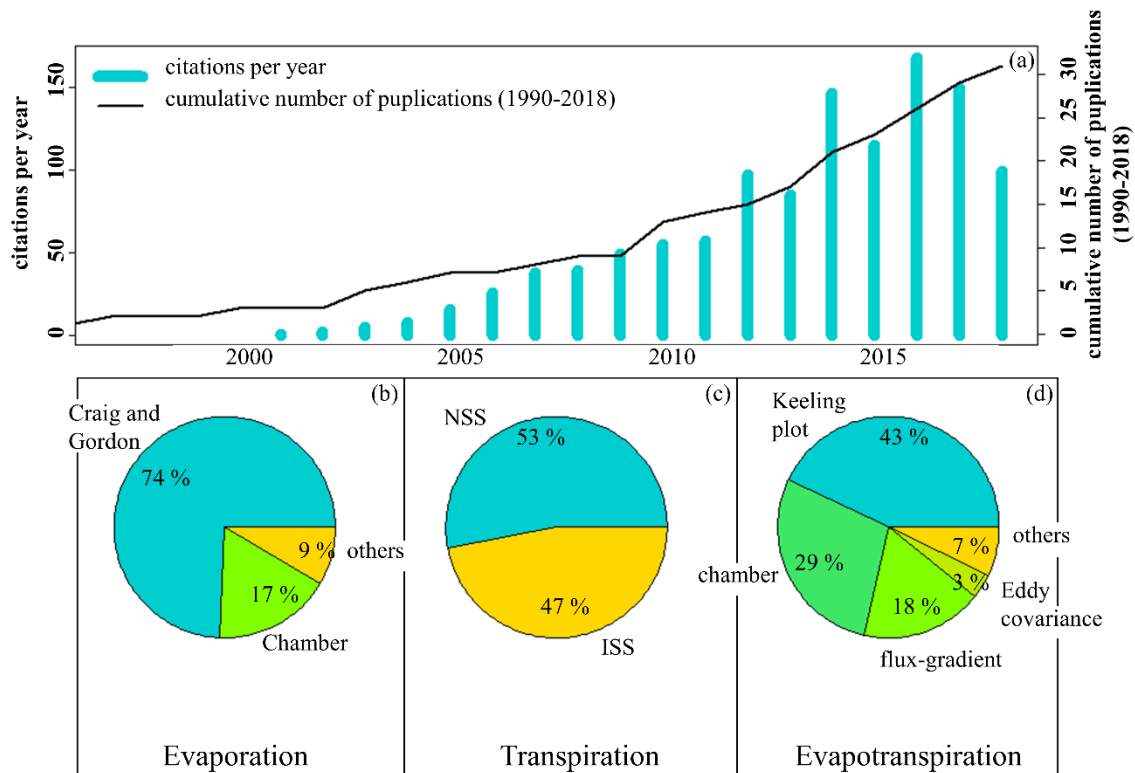 (a)
citations per year
cumulative number of puplications (1990-2018)
citations per year
0
50
100
150
cumulative number of puplications
(1990-2018)
0
5
10
15
20
25
30
2000
2005
2010
2015
(b)
Craig and
Gordon
74 %
9 %
others
17 %
Chamber
Evaporation
(c)
NSS
53 %
47 %
ISS
Transpiration
(d)
Keeling
plot
43 %
others
7 %
chamber
29 %
3 %
Eddy
covariance
18 %
flux-gradient
Evapotranspiration